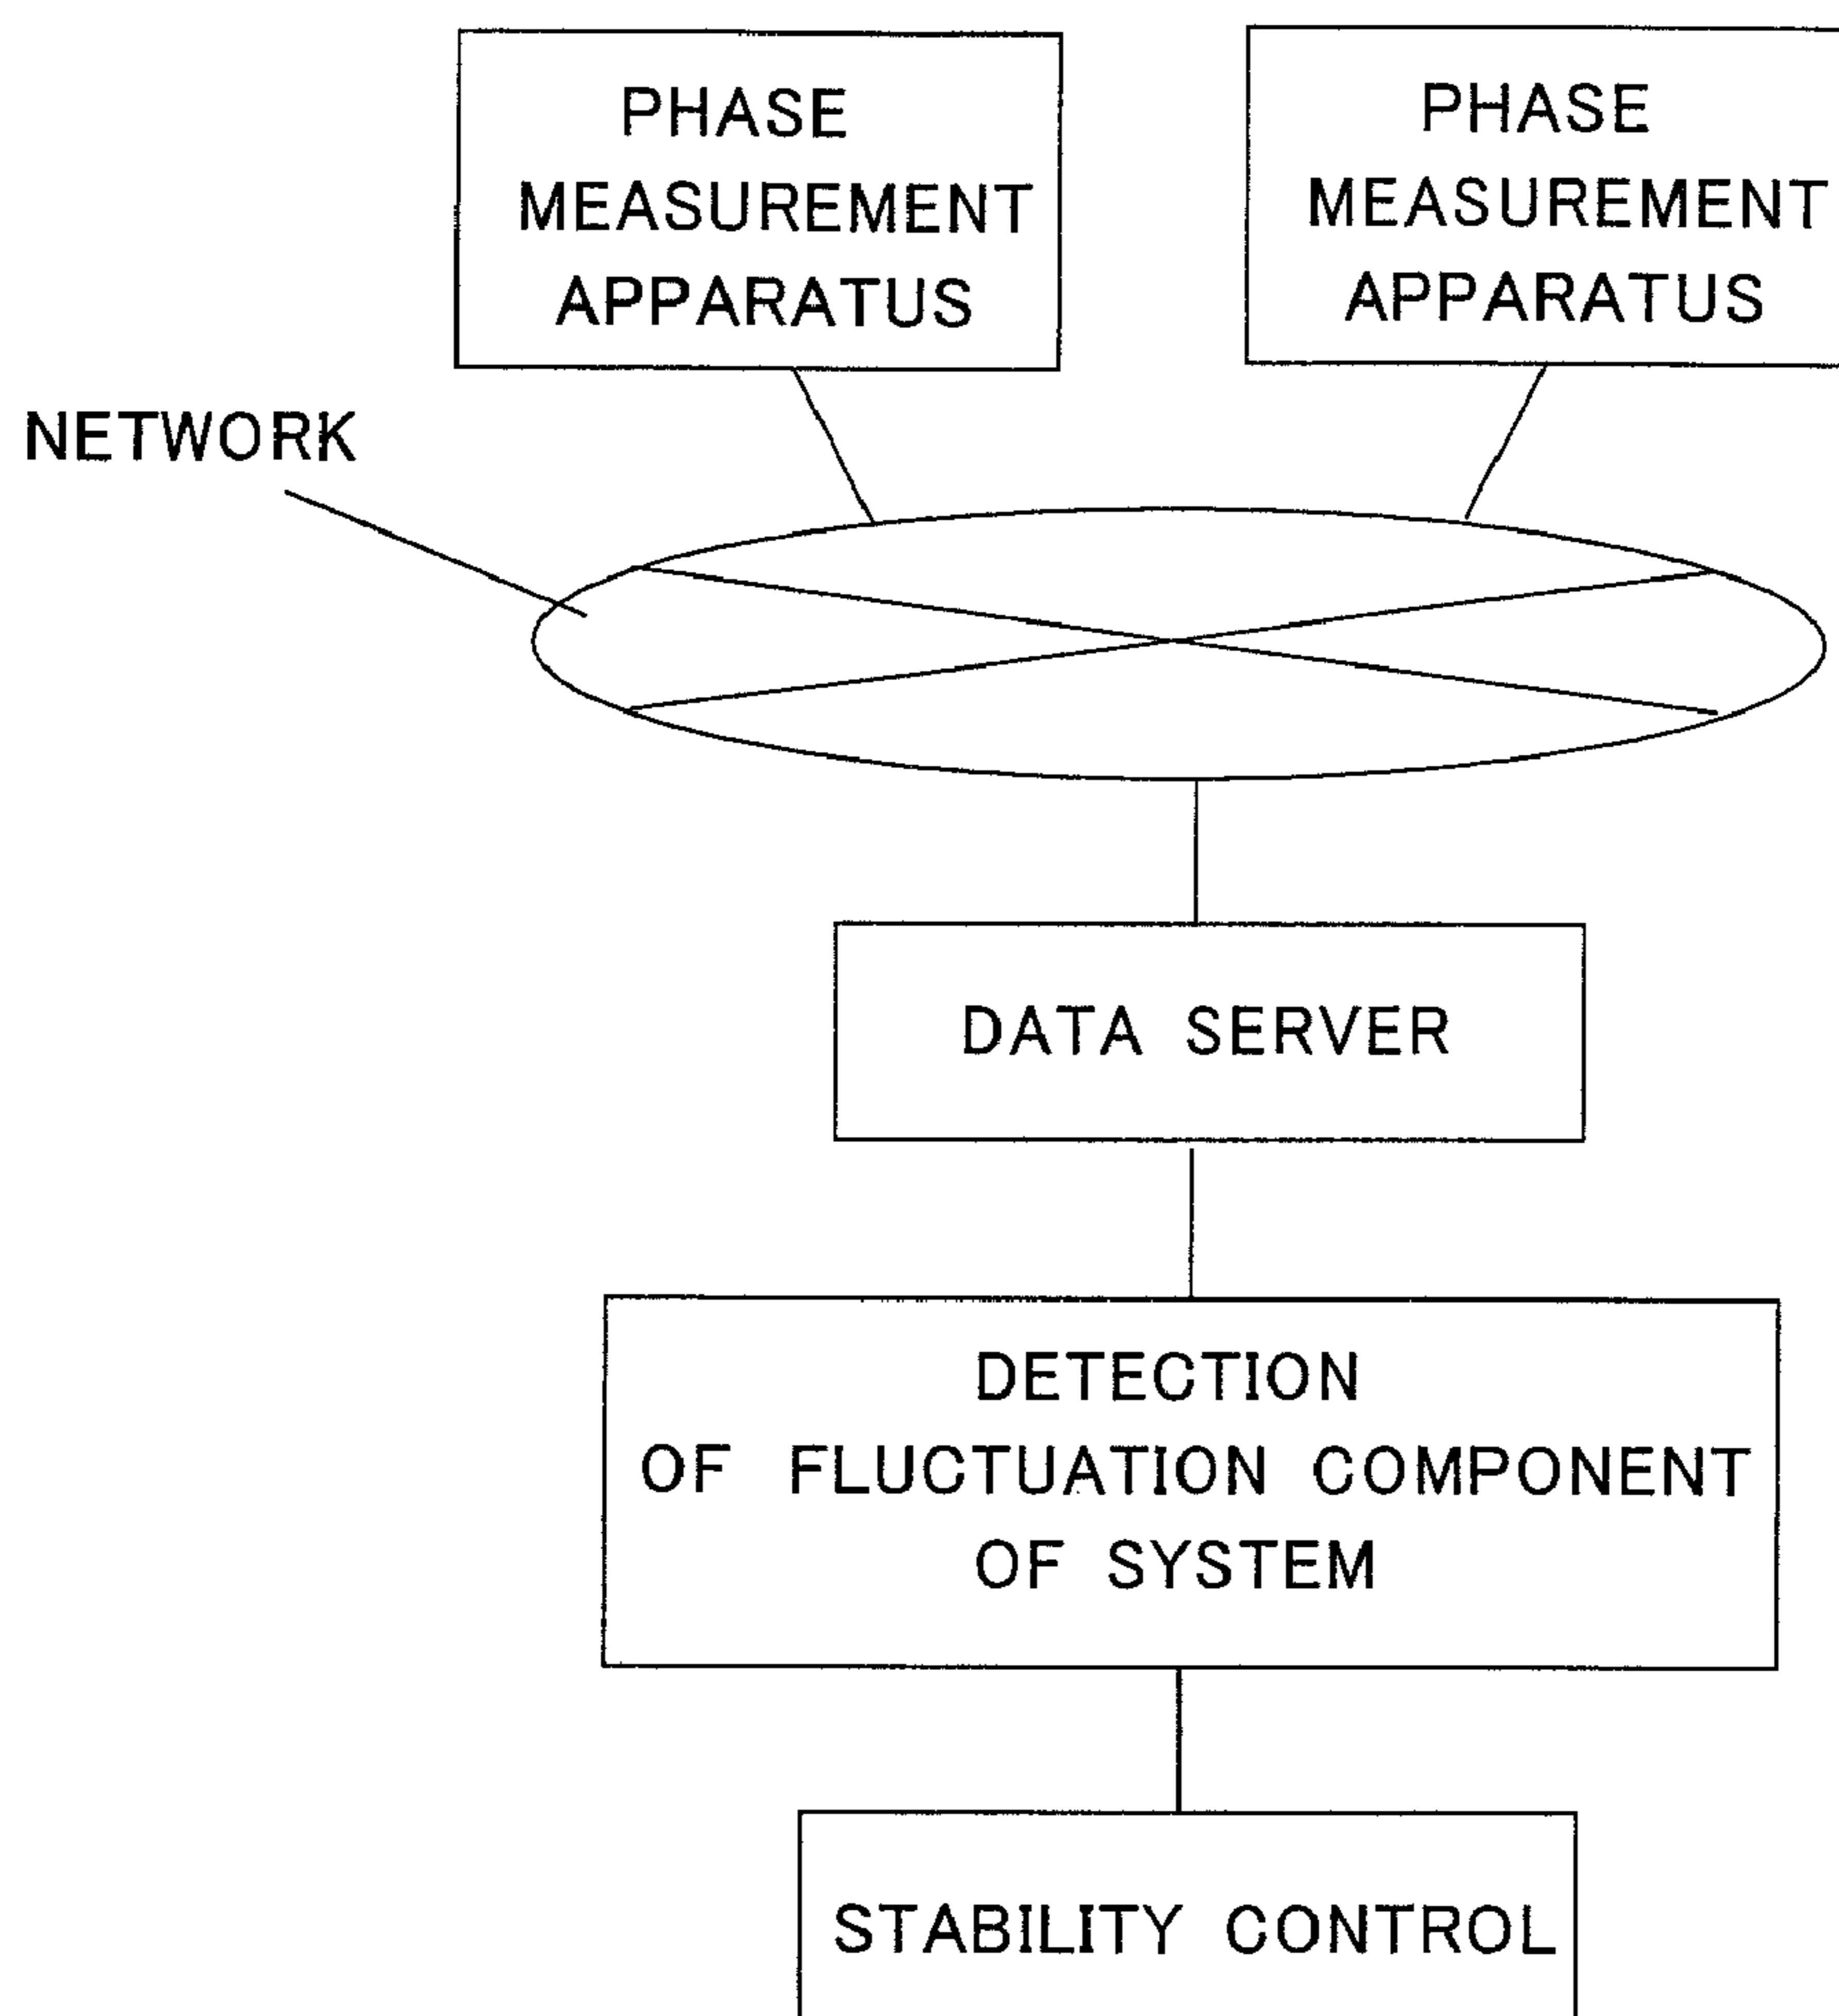 PHASE
MEASUREMENT
APPARATUS
PHASE
MEASUREMENT
APPARATUS
NETWORK
DATA SERVER
DETECTION
OF FLUCTUATION COMPONENT
OF SYSTEM
STABILITY CONTROL